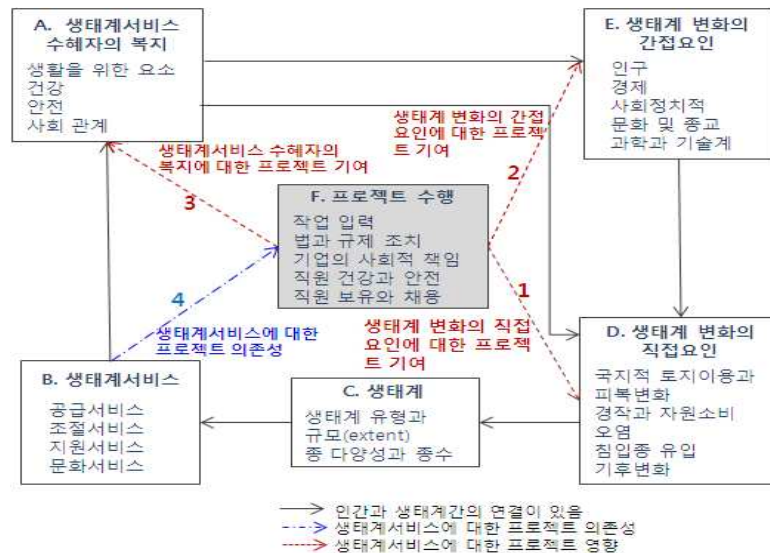 A. 생태계서비스
수혜자의 복지
생활을 위한 요소
건강
안전
사회 관계
E. 생태계 변화의
간접요인
인구
경제
사회정치적
문화 및 종교
과학과 기술계
생태계 변화의 간접
요인에 대한 프로젝
트 기여
2
생태계서비스 수혜자의
복지에 대한 프로젝트 기여
3
F. 프로젝트 수행
작업 입력
법과 규제 조치
기업의 사회적 책임
직원 건강과 안전
직원 보유와 채용
4
생태계서비스에 대한
프로젝트 의존성
1
생태계 변화의 직접
요인에 대한 프로젝
트 기여
D. 생태계 변화의
직접요인
국지적 토지이용과
피복변화
경작과 자원소비
오염
침입종 유입
기후변화
B. 생태계서비스
공급서비스
조절서비스
지원서비스
문화서비스
C. 생태계
생태계 유형과
규모(extent)
종 다양성과 종수
인간과 생태계간의 연결이 있음
생태계서비스에 대한 프로젝트 의존성
생태계서비스에 대한 프로젝트 영향